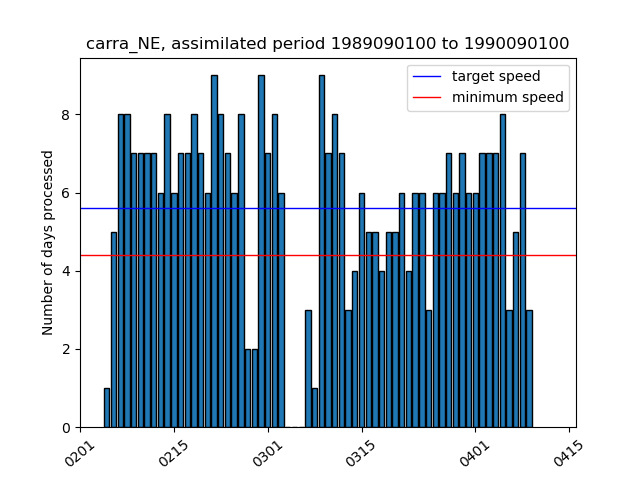 carra_NE, assimilated period 1989090100 to 1990090100
target speed
minimum speed
Number of days processed
8
6
4
2
0
0201
0215
0301
0315
0401
0415